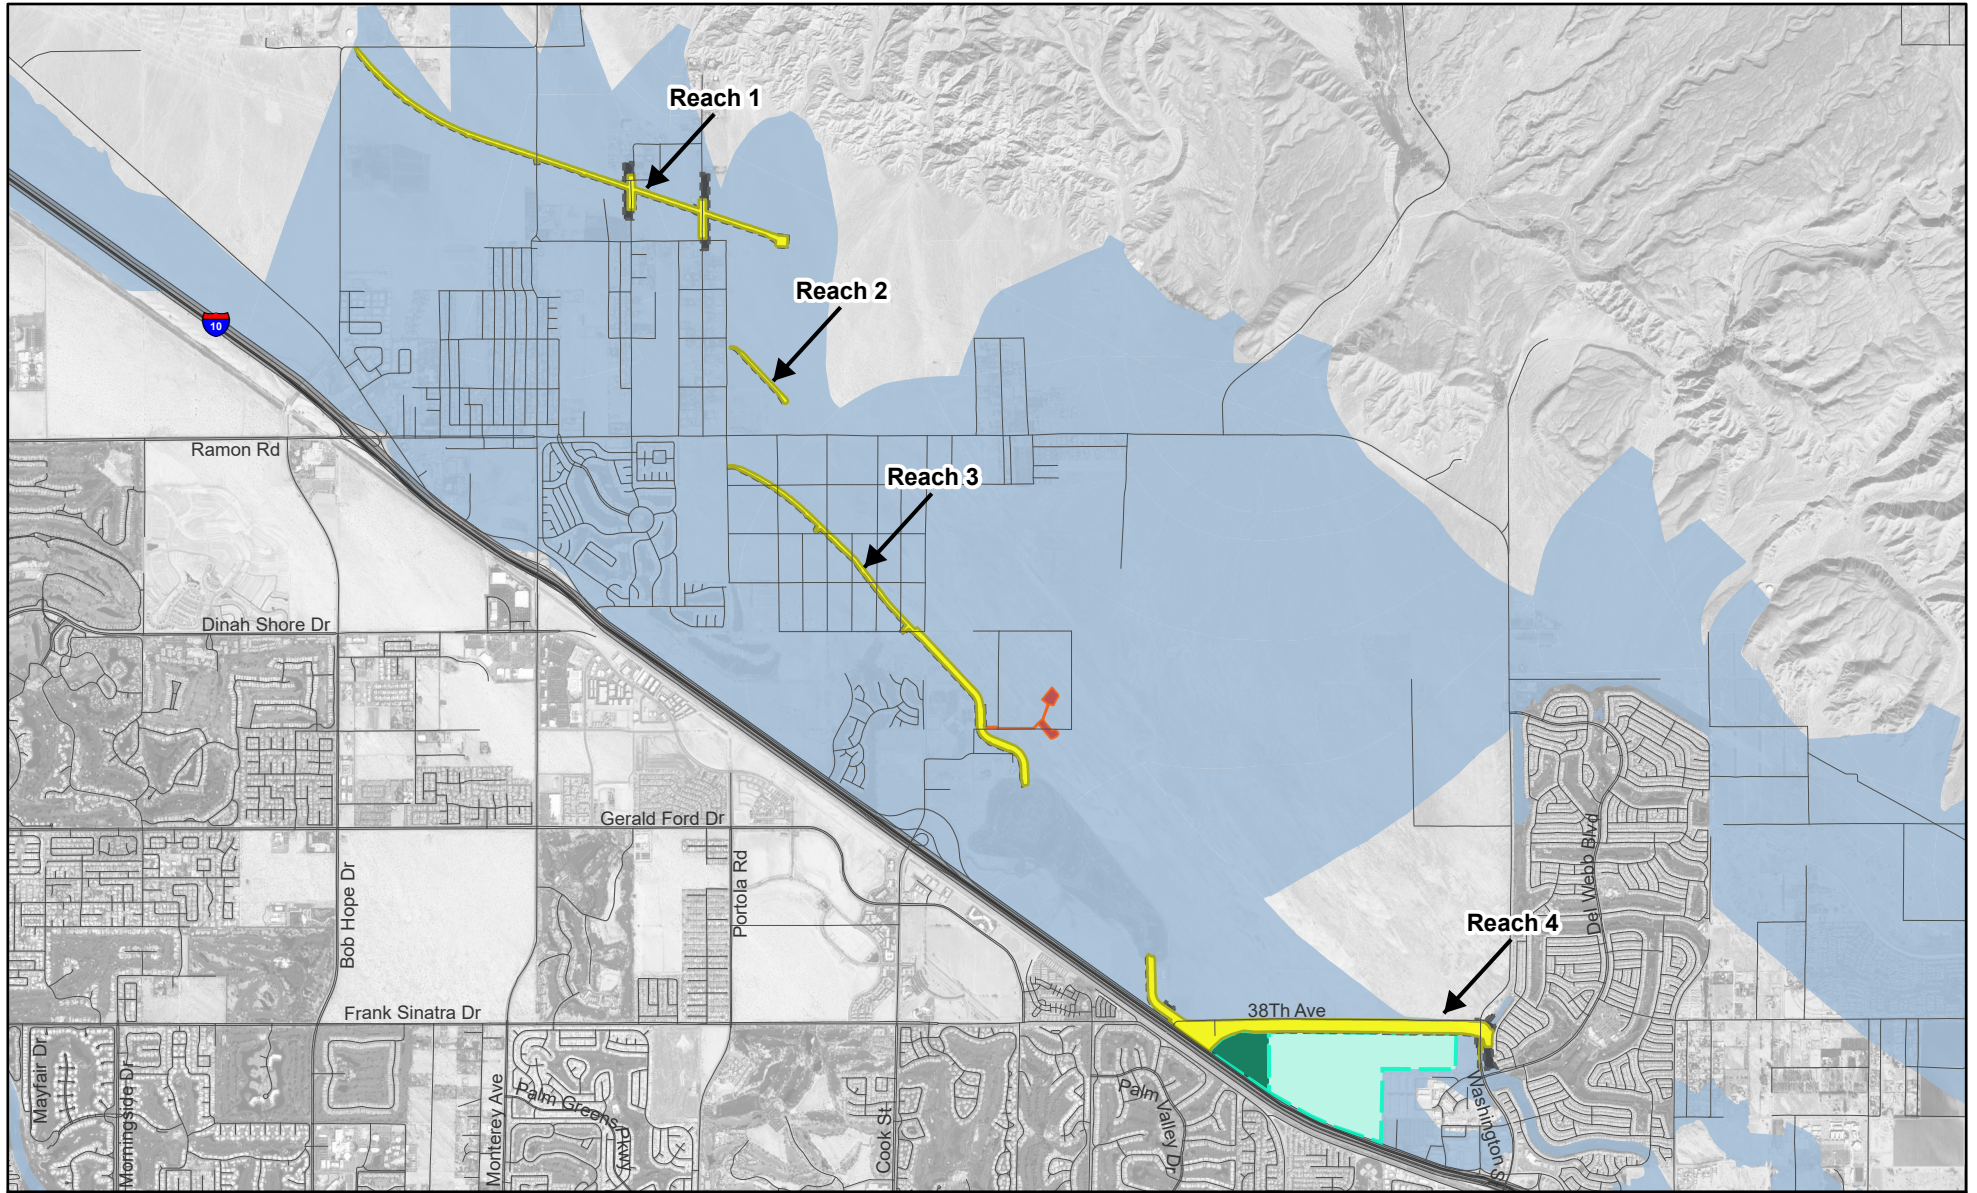 Reach 1
Reach 2
10
Ramon Rd
Reach 3
Dinah Shore Dr
Gerald Ford Dr
Bob Hope Dr
Portola Rd
Del Webb Blvd
Reach 4
Frank Sinatra Dr
38Th Ave
Mayfair Dr
Morningside Dr
Monterey Ave
Palm Greens Pkwy
Cook St
Palm Valley Dr
Washington S